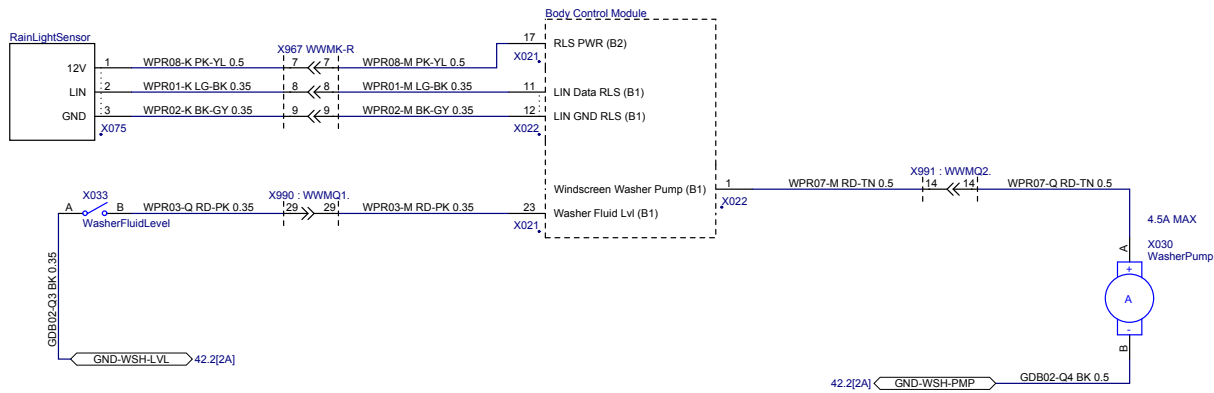 Body Control Module
RainLightSensor
12V 1 WPR08-K PK-YL 0.5 X967 WWMK-R 7 7 WPR08-M PK-YL 0.5 17 RLS PWR (B2)
X021
LIN 2 WPR01-K LG-BK 0.35 8 8 WPR01-M LG-BK 0.35 11 LIN Data RLS (B1)
GND 3 WPR02-K BK-GY 0.35 9 9 WPR02-M BK-GY 0.35 12 LIN GND RLS (B1)
X075
X022
X033
A B WPR03-Q RD-PK 0.35 X990 : WWMQ1. 29 29 WPR03-M RD-PK 0.35 23 Washer Fluid Lvl (B1)
WasherFluidLevel
X021
Windscreen Washer Pump (B1) 1 WPR07-M RD-TN 0.5 X991 : WWMQ2. 14 14 WPR07-Q RD-TN 0.5
X022
4.5A MAX
X030
WasherPump
A
+
A
-
B
GDB02-Q3 BK 0.35
GND-WSH-LVL 42.2[2A]
42.2[2A] GND-WSH-PMP GDB02-Q4 BK 0.5